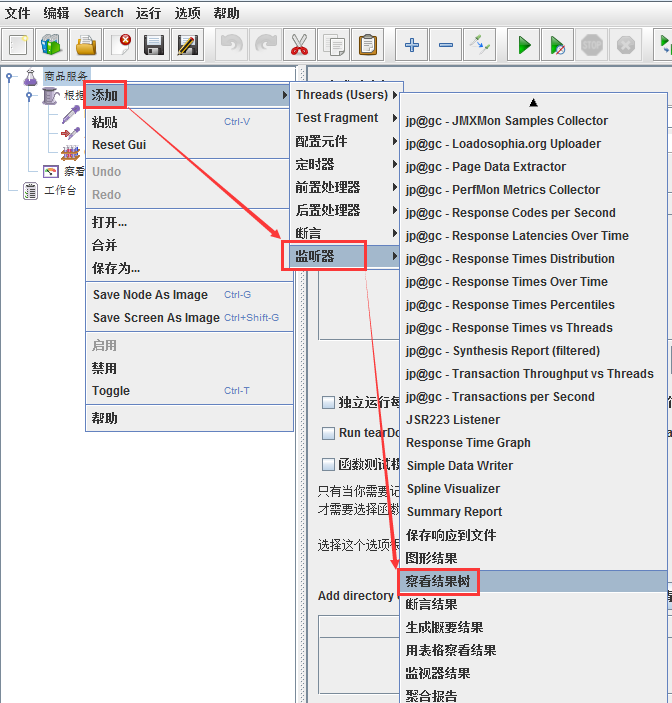 文件 编辑 Search 运行 选项 帮助
商品服务
根据
察看
工作台
添加
粘贴 Ctrl-V
Reset Gui
Undo
Redo
打开...
合并
保存为...
Save Node As Image Ctrl-G
Save Screen As Image Ctrl+Shift-G
启用
禁用
Toggle Ctrl-T
帮助
Threads (Users)
Test Fragment
配置元件
定时器
前置处理器
后置处理器
断言
监听器
jp@gc - JMXMon Samples Collector
jp@gc - Loadosophia.org Uploader
jp@gc - Page Data Extractor
jp@gc - PerfMon Metrics Collector
jp@gc - Response Codes per Second
jp@gc - Response Latencies Over Time
jp@gc - Response Times Distribution
jp@gc - Response Times Over Time
jp@gc - Response Times Percentiles
jp@gc - Response Times vs Threads
jp@gc - Synthesis Report (filtered)
jp@gc - Transaction Throughput vs Threads
jp@gc - Transactions per Second
JSR223 Listener
Response Time Graph
Simple Data Writer
Spline Visualizer
Summary Report
保存响应到文件
图形结果
察看结果树
断言结果
生成概要结果
用表格察看结果
监视器结果
聚合报告
独立运行每
Run tearDo
函数测试模
只有当你需要记
才需要选择函数
选择这个选项很
Add directory